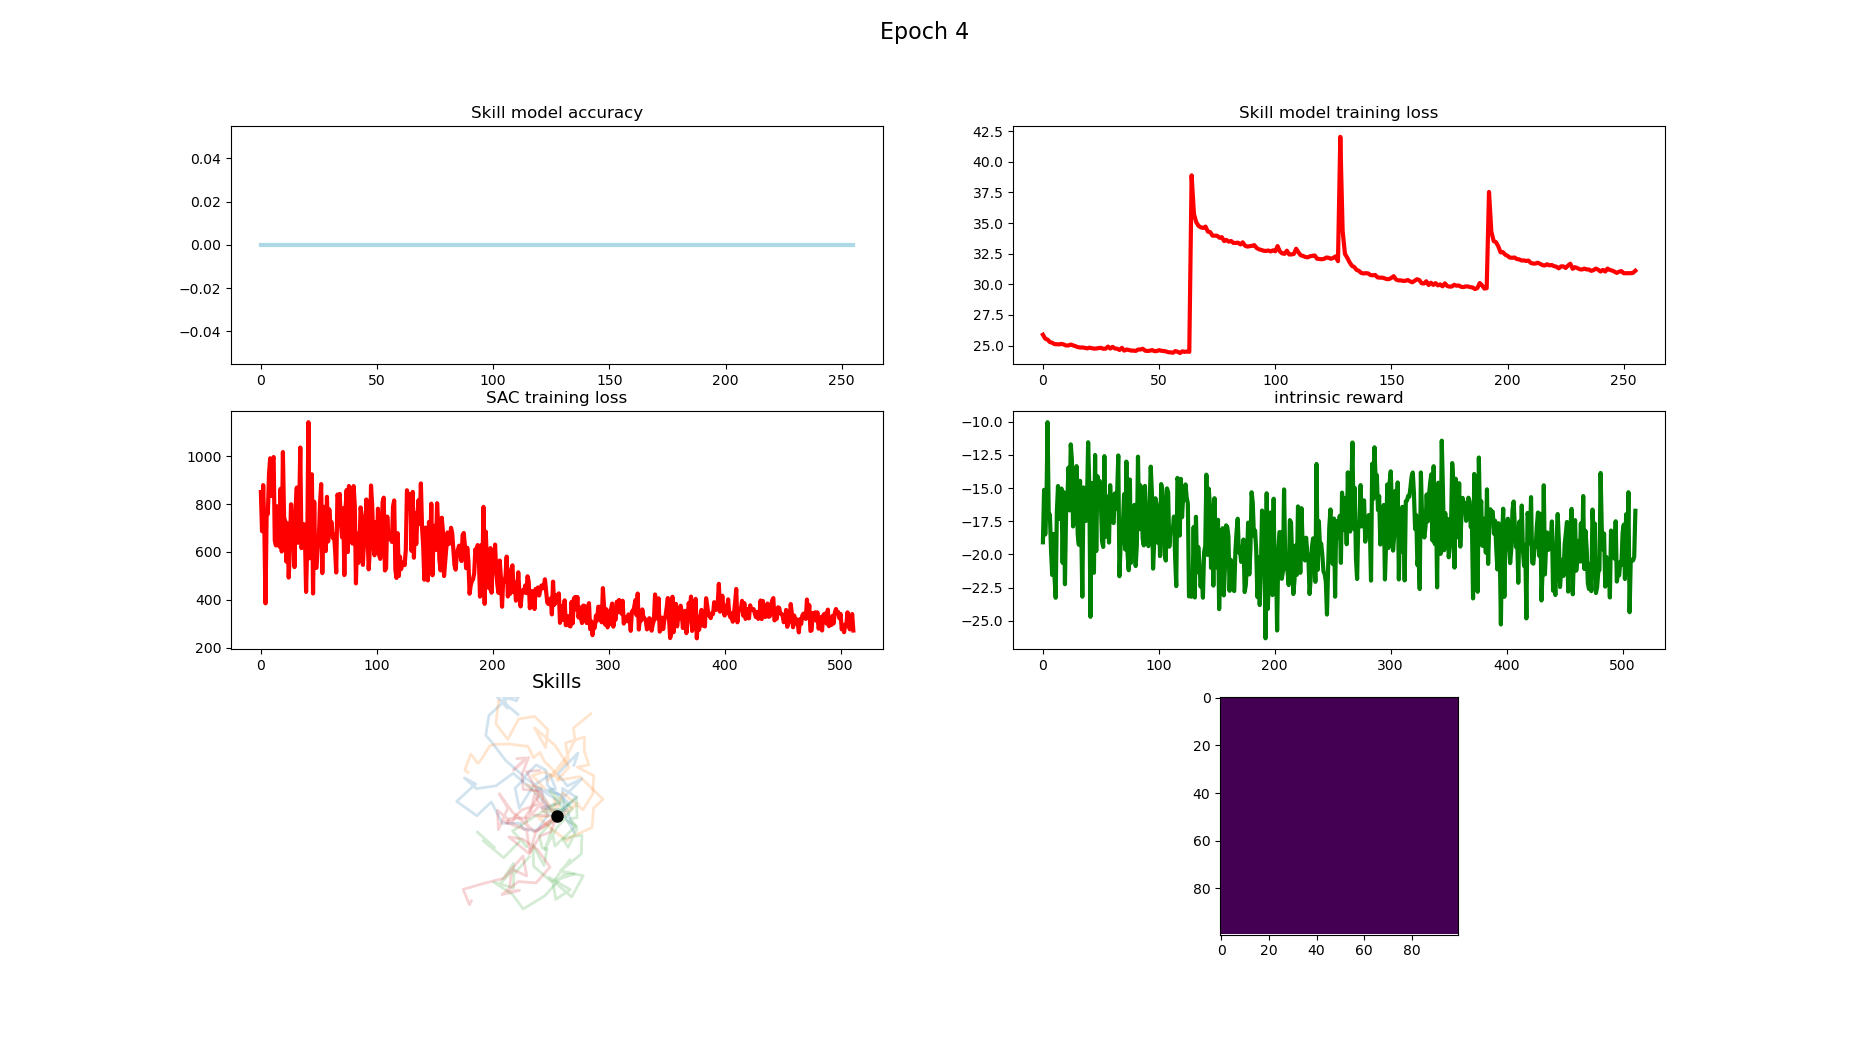 Epoch 4
Skill model accuracy
0.04
0.02
0.00
−0.02
−0.04
0 50 100 150 200 250
Skill model training loss
42.5
40.0
37.5
35.0
32.5
30.0
27.5
25.0
0 50 100 150 200 250
SAC training loss
1000
800
600
400
200
0 100 200 300 400 500
intrinsic reward
−10.0
−12.5
−15.0
−17.5
−20.0
−22.5
−25.0
0 100 200 300 400 500
Skills
0
20
40
60
80
0 20 40 60 80